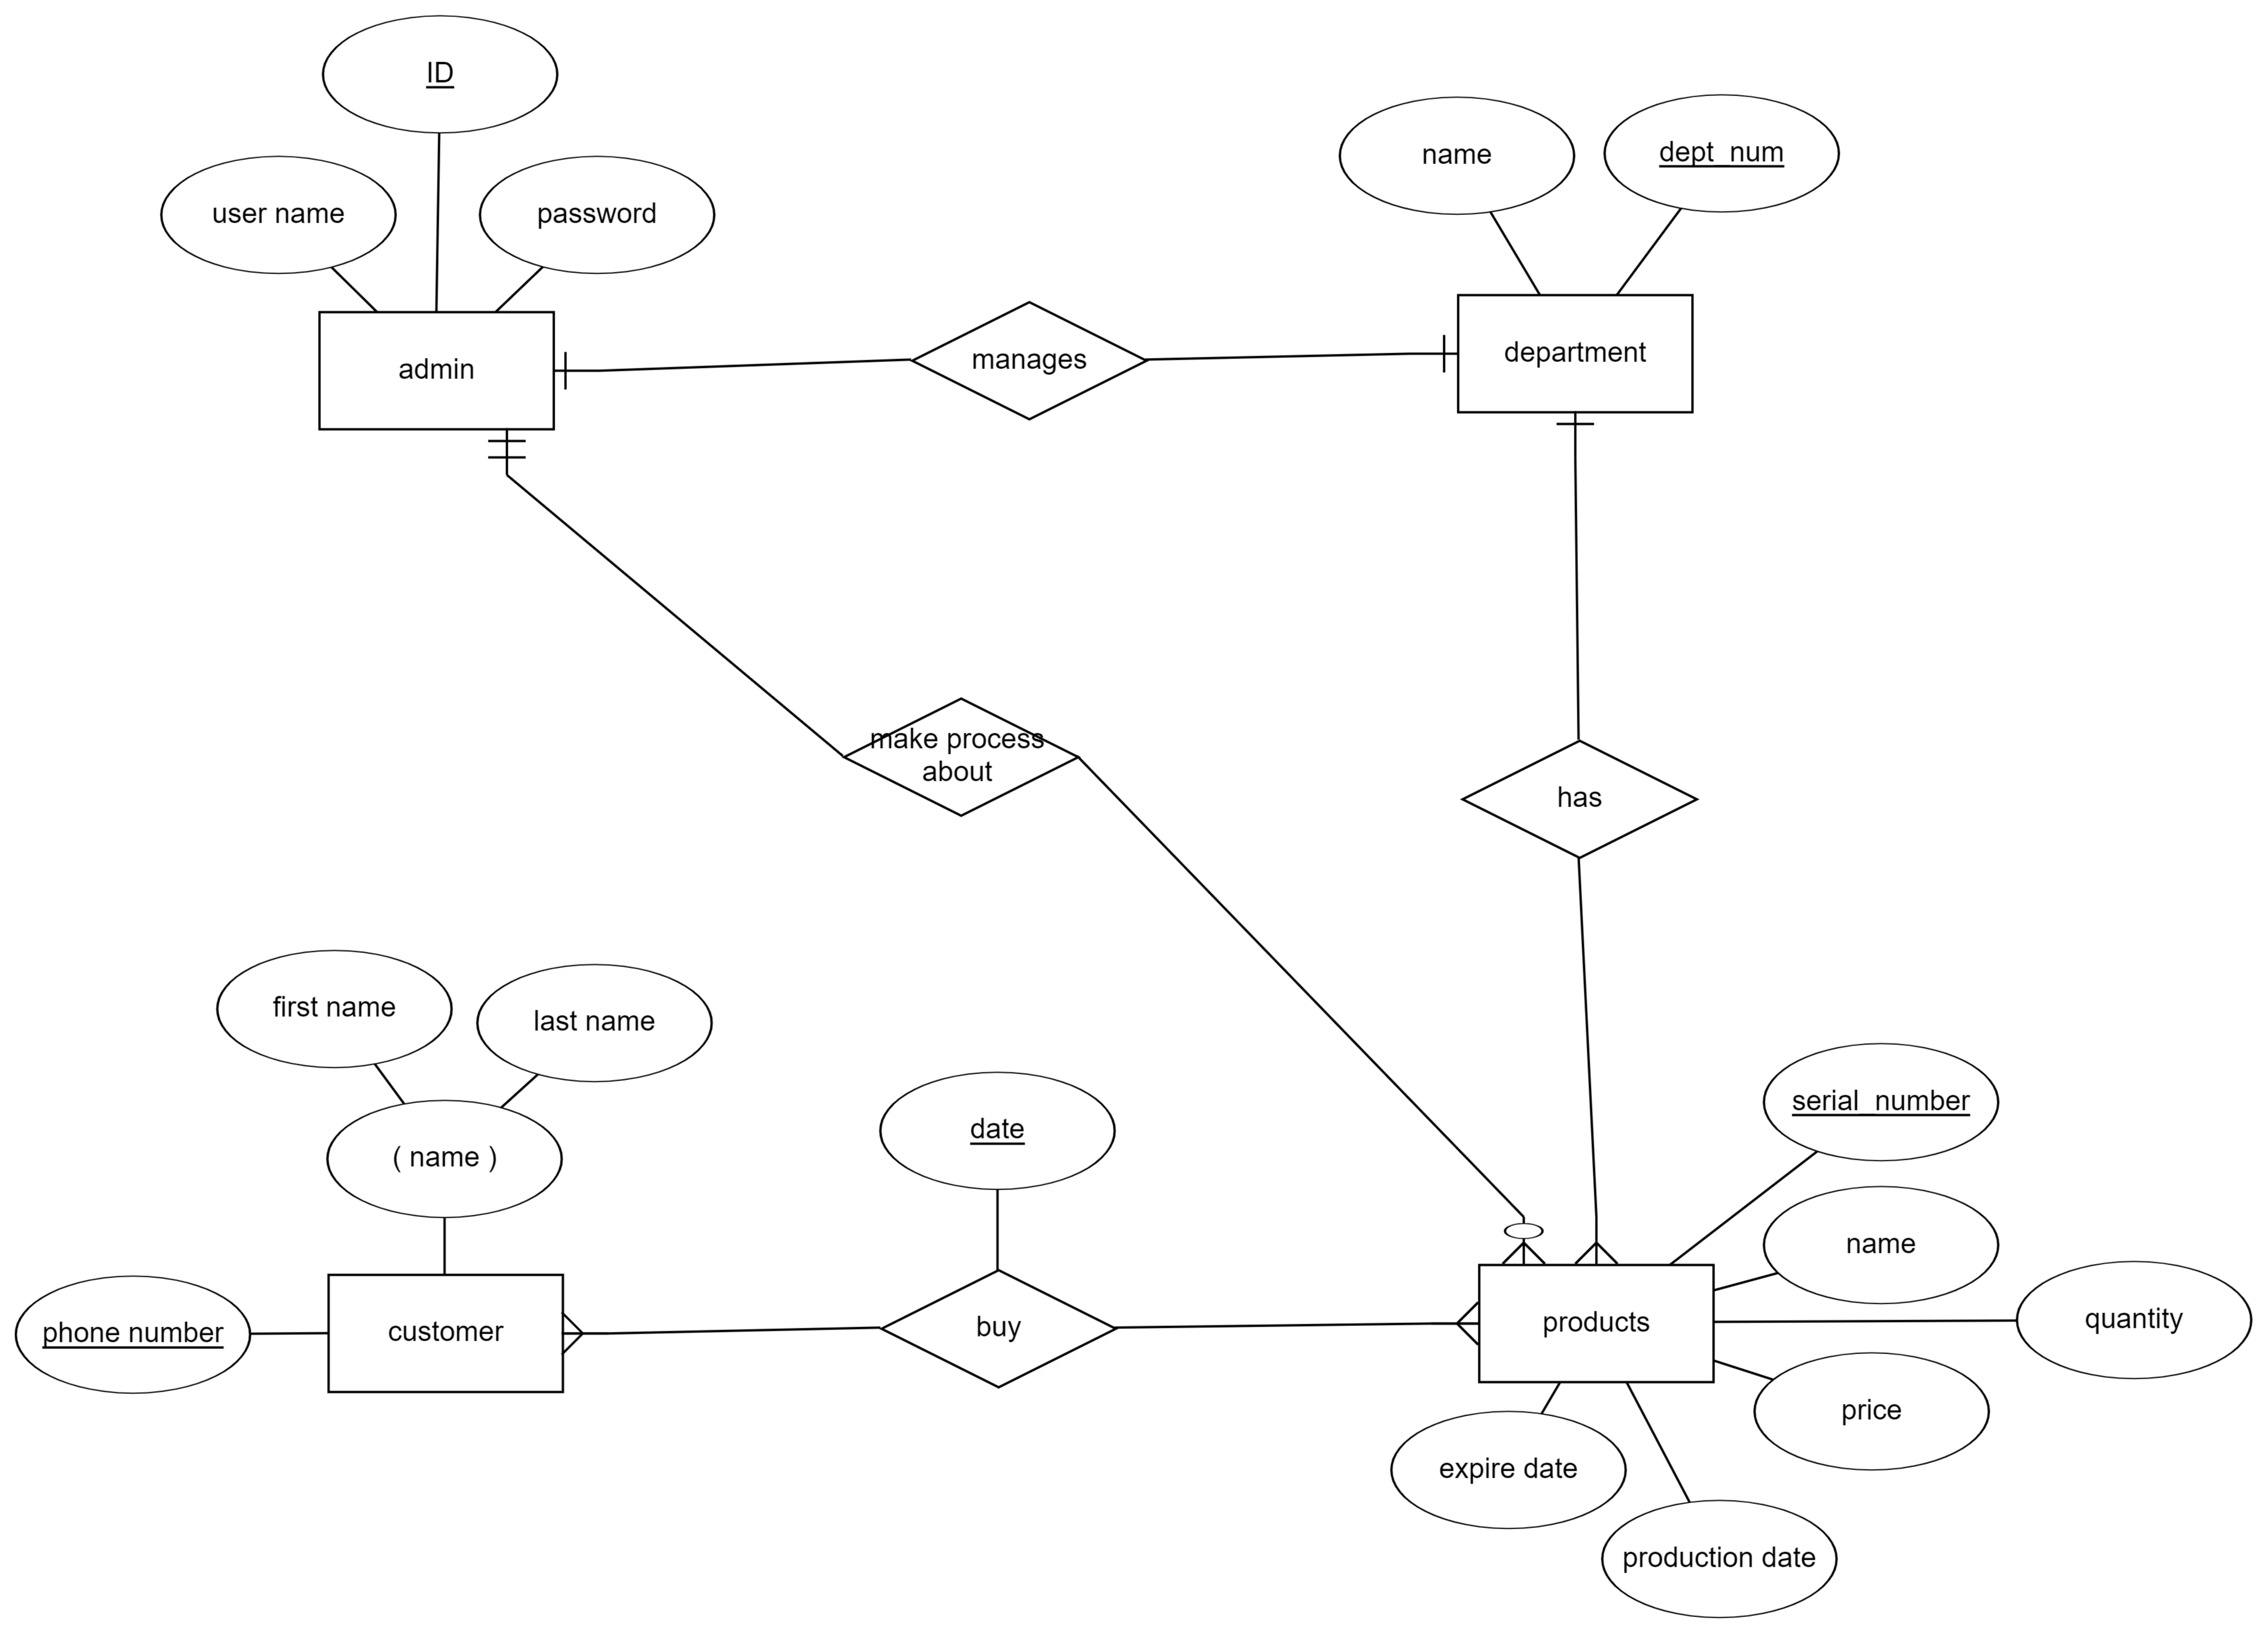 ID
user name
password
name
dept_num
admin
manages
department
make process
about
has
first name
last name
( name )
date
serial_number
name
phone number
customer
buy
products
quantity
price
expire date
production date